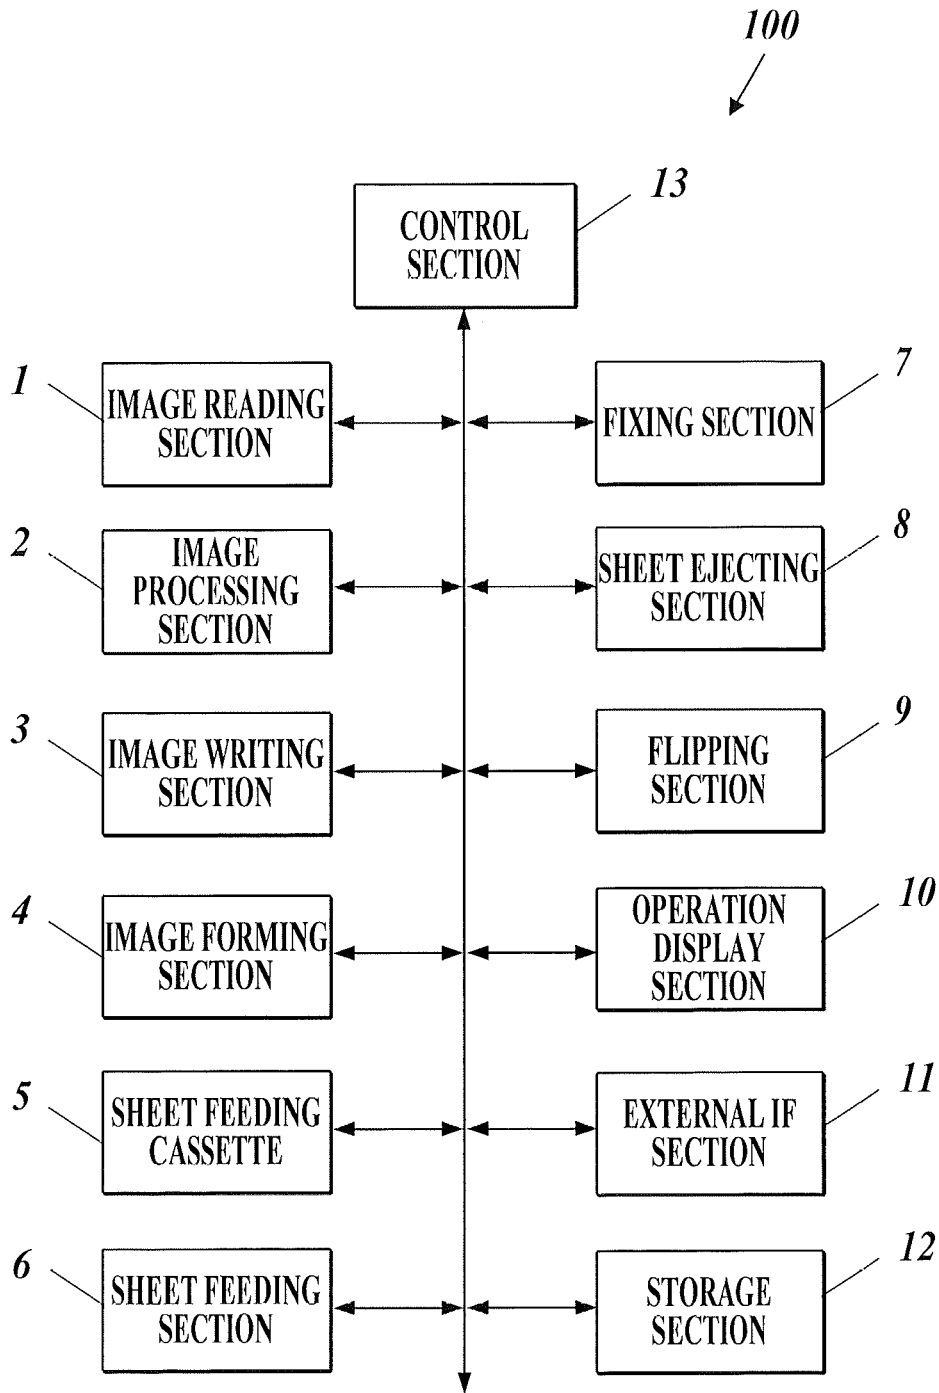 100
13
CONTROL
SECTION
1
IMAGE READING
SECTION
7
FIXING SECTION
2
IMAGE
PROCESSING
SECTION
8
SHEET EJECTING
SECTION
3
IMAGE WRITING
SECTION
9
FLIPPING
SECTION
4
IMAGE FORMING
SECTION
10
OPERATION
DISPLAY
SECTION
5
SHEET FEEDING
CASSETTE
11
EXTERNAL IF
SECTION
6
SHEET FEEDING
SECTION
12
STORAGE
SECTION